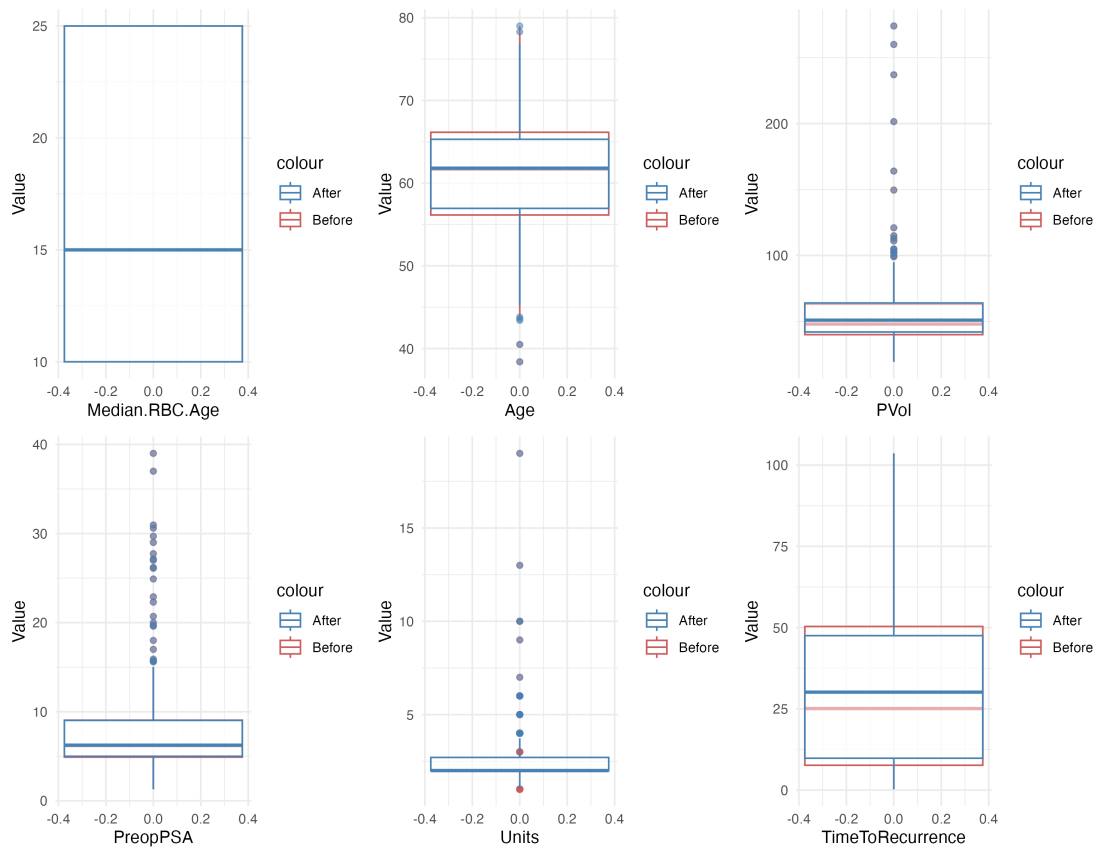 Value
25
20
15
10
-0.4 -0.2 0.0 0.2 0.4
Median.RBC.Age
colour
After
Before
Value
80
70
60
50
40
-0.4 -0.2 0.0 0.2 0.4
Age
colour
After
Before
Value
200
100
-0.4 -0.2 0.0 0.2 0.4
PVol
colour
After
Before
Value
40
30
20
10
0
-0.4 -0.2 0.0 0.2 0.4
PreopPSA
colour
After
Before
Value
15
10
5
-0.4 -0.2 0.0 0.2 0.4
Units
colour
After
Before
Value
100
75
50
25
0
-0.4 -0.2 0.0 0.2 0.4
TimeToRecurrence
colour
After
Before